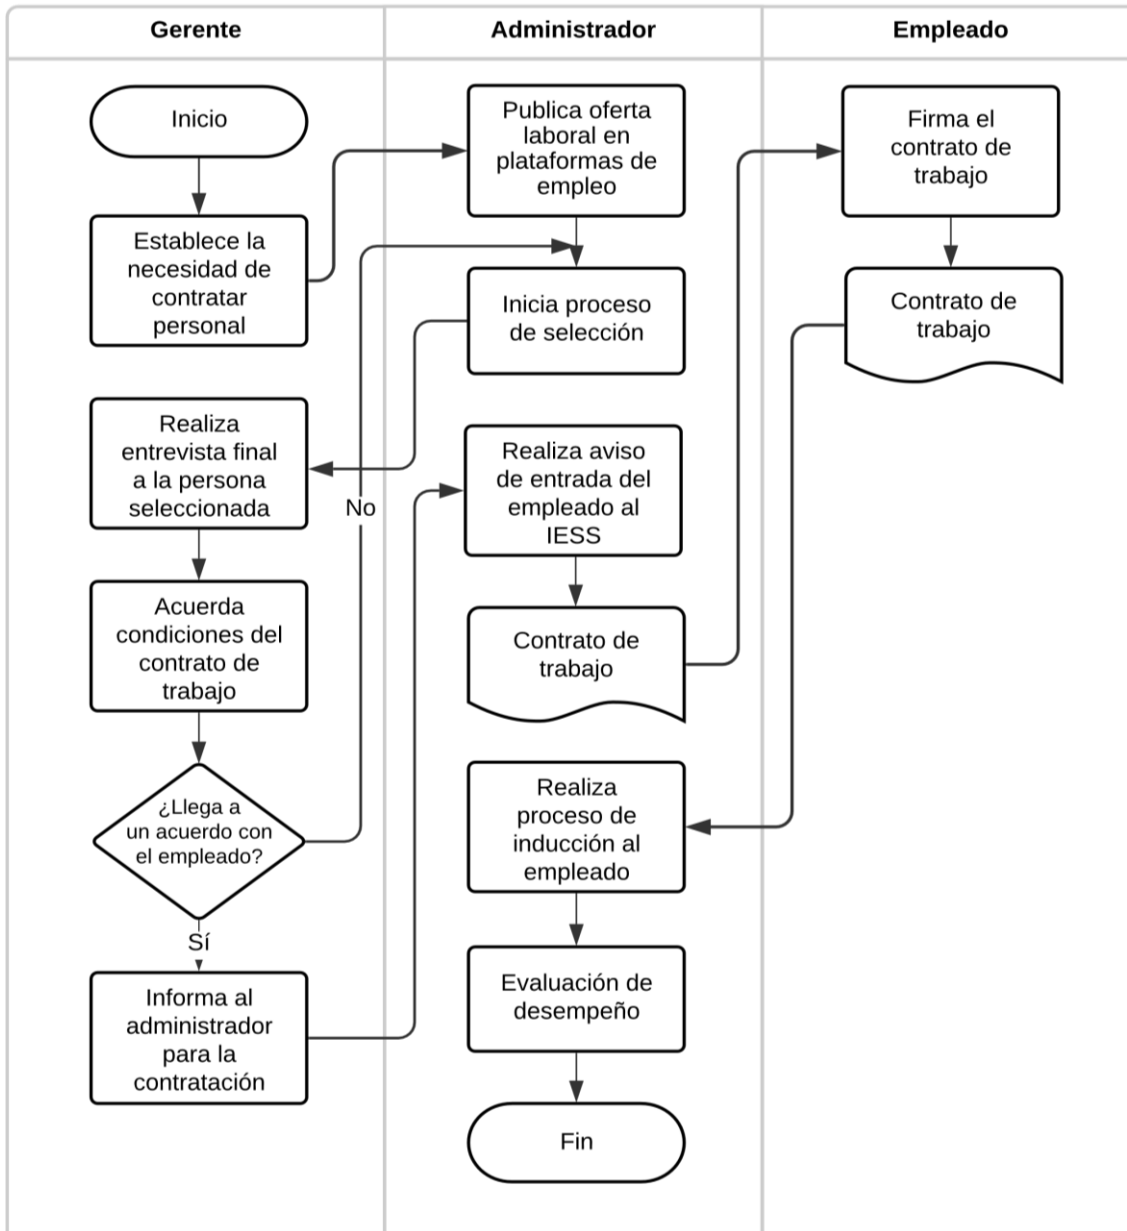 Gerente
Administrador
Empleado
Inicio
Establece la
necesidad de
contratar
personal
Publica oferta
laboral en
plataformas de
empleo
Inicia proceso
de selección
Realiza
entrevista final
a la persona
seleccionada
Acuerda
condiciones del
contrato de
trabajo
¿Llega a
un acuerdo con
el empleado?
No
Sí
Informa al
administrador
para la
contratación
Realiza aviso
de entrada del
empleado al
IESS
Contrato de
trabajo
Firma el
contrato de
trabajo
Contrato de
trabajo
Realiza
proceso de
inducción al
empleado
Evaluación de
desempeño
Fin